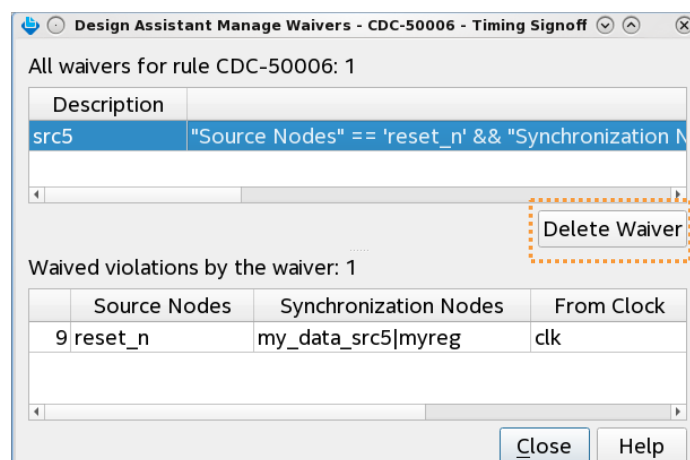 Design Assistant Manage Waivers - CDC-50006 - Timing Signoff
All waivers for rule CDC-50006: 1
Description
src5 "Source Nodes" == 'reset_n' && "Synchronization N
Delete Waiver
Waived violations by the waiver: 1
Source Nodes Synchronization Nodes From Clock
9 reset_n my_data_src5|myreg clk
Close Help